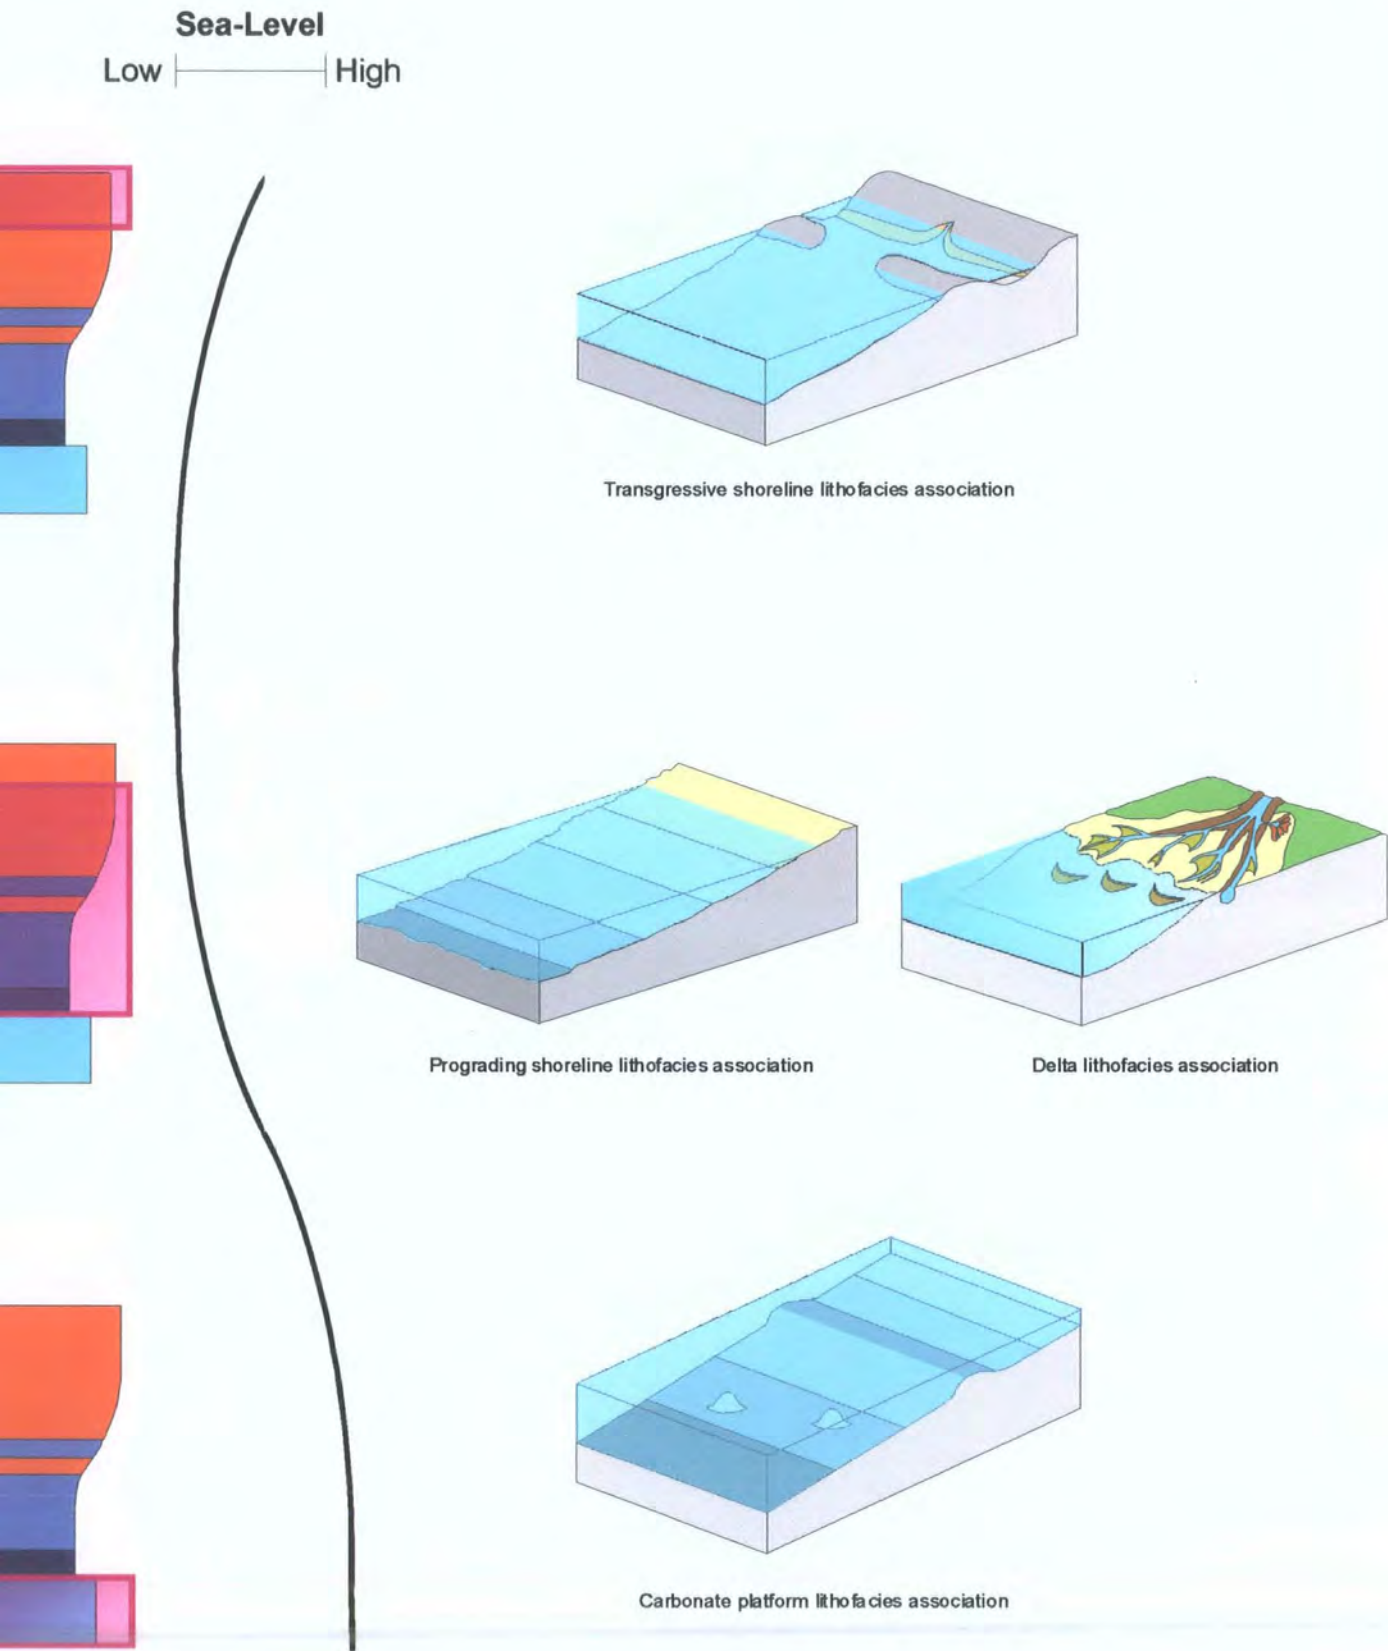 Sea-Level
Low High
Transgressive shoreline lithofacies association
Prograding shoreline lithofacies association
Delta lithofacies association
Carbonate platform lithofacies association